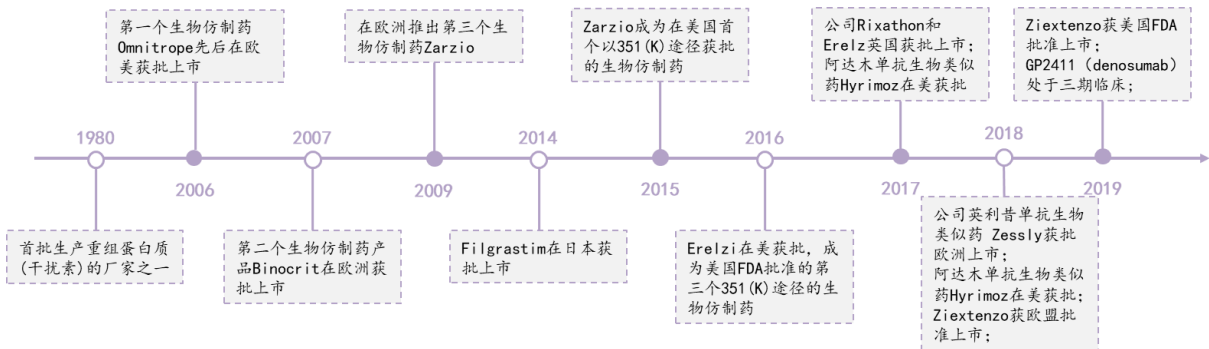 第一个生物仿制药
Omnitrope先后在欧
美获批上市
在欧洲推出第三个生
物仿制药Zarzio
Zarzio成为在美国首
个以351(K)途径获批
的生物仿制药
公司Rixathon和
Erelz英国获批上市；
阿达木单抗生物类似
药Hyrimoz在美获批
Ziextenzo获美国FDA
批准上市；
GP2411（denosumab）
处于三期临床；
1980
2006
2007
2009
2014
2015
2016
2017
2018
2019
首批生产重组蛋白质
(干扰素)的厂家之一
第二个生物仿制药产
品Binocrit在欧洲获
批上市
Filgrastim在日本获
批上市
Erelzi在美获批，成
为美国FDA批准的第
三个351(K)途径的生
物仿制药
公司英利昔单抗生物
类似药 Zessly获批
欧洲上市；
阿达木单抗生物类似
药Hyrimoz在美获批；
Ziextenzo获欧盟批
准上市；